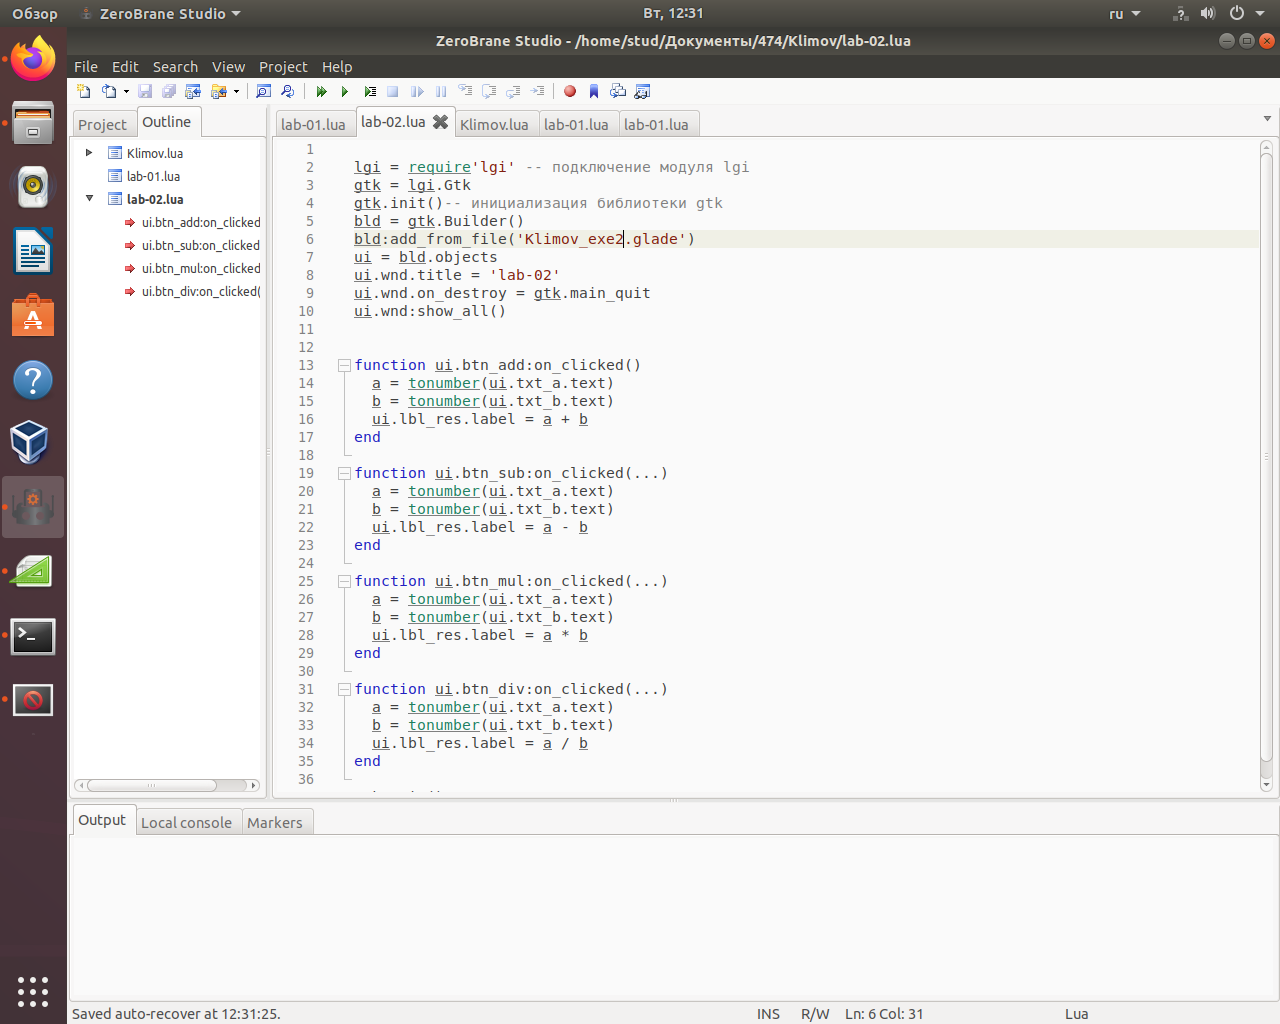 Обзор
ZeroBrane Studio
Вт, 12:31
ru
ZeroBrane Studio - /home/stud/Документы/474/Klimov/lab-02.lua
File Edit Search View Project Help
Project Outline
lab-01.lua lab-02.lua Klimov.lua lab-01.lua lab-01.lua
Klimov.lua
lab-01.lua
lab-02.lua
ui.btn_add:on_clicked
ui.btn_sub:on_clicked
ui.btn_mul:on_clicked
ui.btn_div:on_clicked(
1
2 lgi = require'lgi' -- подключение модуля lgi
3 gtk = lgi.Gtk
4 gtk.init()-- инициализация библиотеки gtk
5 bld = gtk.Builder()
6 bld:add_from_file('Klimov_exe2.glade')
7 ui = bld.objects
8 ui.wnd.title = 'lab-02'
9 ui.wnd.on_destroy = gtk.main_quit
10 ui.wnd:show_all()
11
12
13 function ui.btn_add:on_clicked()
14 a = tonumber(ui.txt_a.text)
15 b = tonumber(ui.txt_b.text)
16 ui.lbl_res.label = a + b
17 end
18
19 function ui.btn_sub:on_clicked(...)
20 a = tonumber(ui.txt_a.text)
21 b = tonumber(ui.txt_b.text)
22 ui.lbl_res.label = a - b
23 end
24
25 function ui.btn_mul:on_clicked(...)
26 a = tonumber(ui.txt_a.text)
27 b = tonumber(ui.txt_b.text)
28 ui.lbl_res.label = a * b
29 end
30
31 function ui.btn_div:on_clicked(...)
32 a = tonumber(ui.txt_a.text)
33 b = tonumber(ui.txt_b.text)
34 ui.lbl_res.label = a / b
35 end
36
Output Local console Markers
Saved auto-recover at 12:31:25.
INS R/W Ln: 6 Col: 31 Lua